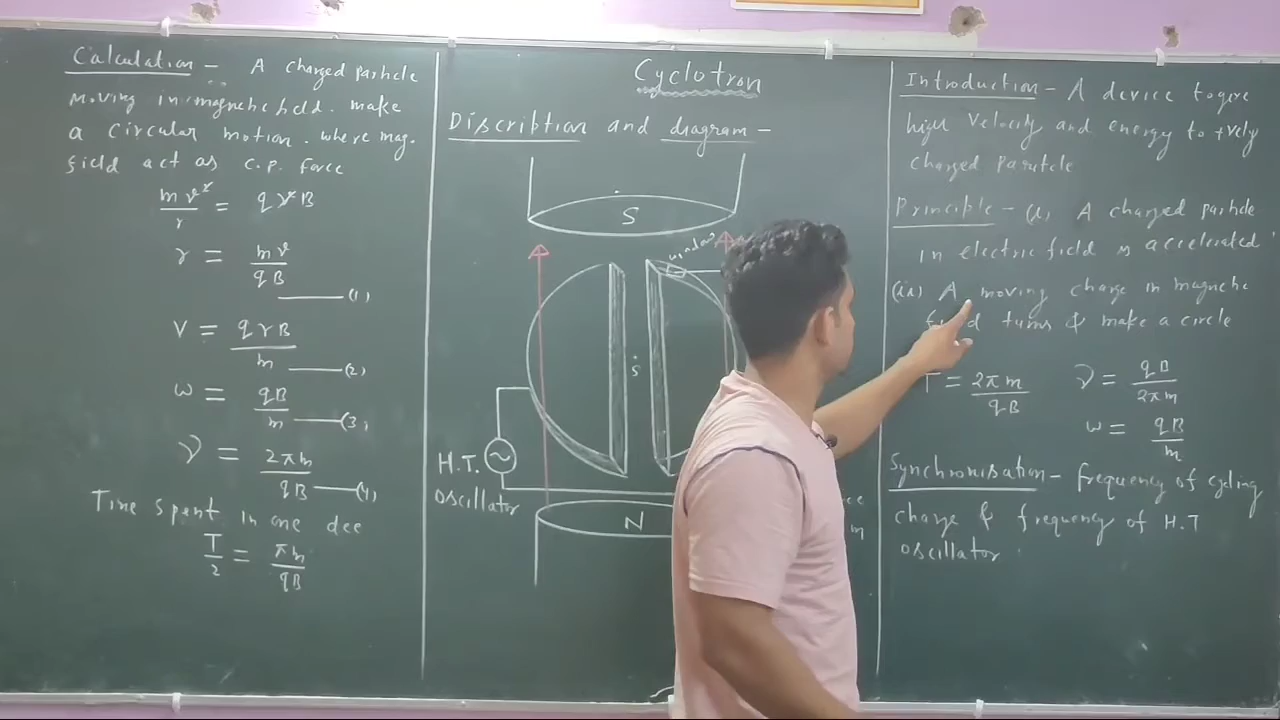 Calculation - A charged particle
moving in magnetic field. make
a circular motion. where mag.
field act as C.P. force
mv²/r = qvB
r = mv/qB —(1)
V = qrB/m —(2)
ω = qB/m —(3)
ν = 2πm/qB —(4)
Time spent in one dee
T/2 = πm/qB
Cyclotron
Discription and diagram -
S
window
S
H.T.
oscillator
N
m
Introduction - A device to give
high velocity and energy to +vely
charged particle
Principle - (i) A charged particle
in electric field is accelerated
(ii) A moving charge in magnetic
field turns & make a circle
T = 2πm/qB ν = qB/2πm
ω = qB/m
Synchronisation - frequency of cycling
charge & frequency of H.T
oscillator.